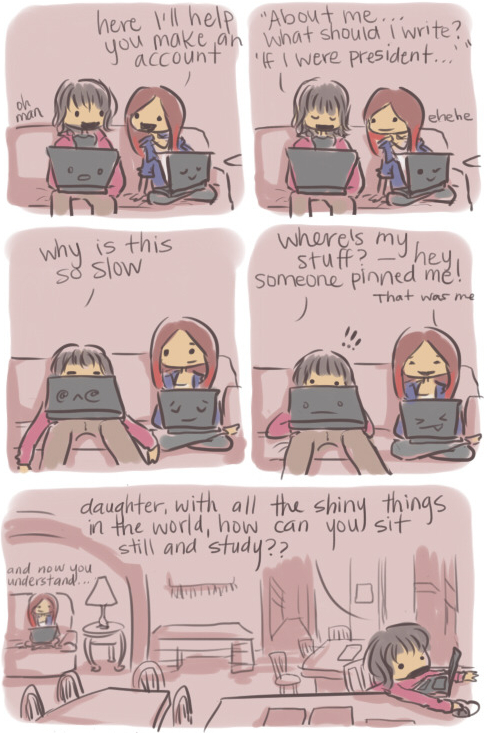 here I'll help
you make an
account
oh
man
"About me...
what should I write?
'If I were president...'"
ehehe
why is this
so slow
Where's my
stuff? — hey,
someone pinned me!
That was me
!!!
daughter, with all the shiny things
in the world, how can you sit
still and study??
and now you
understand...